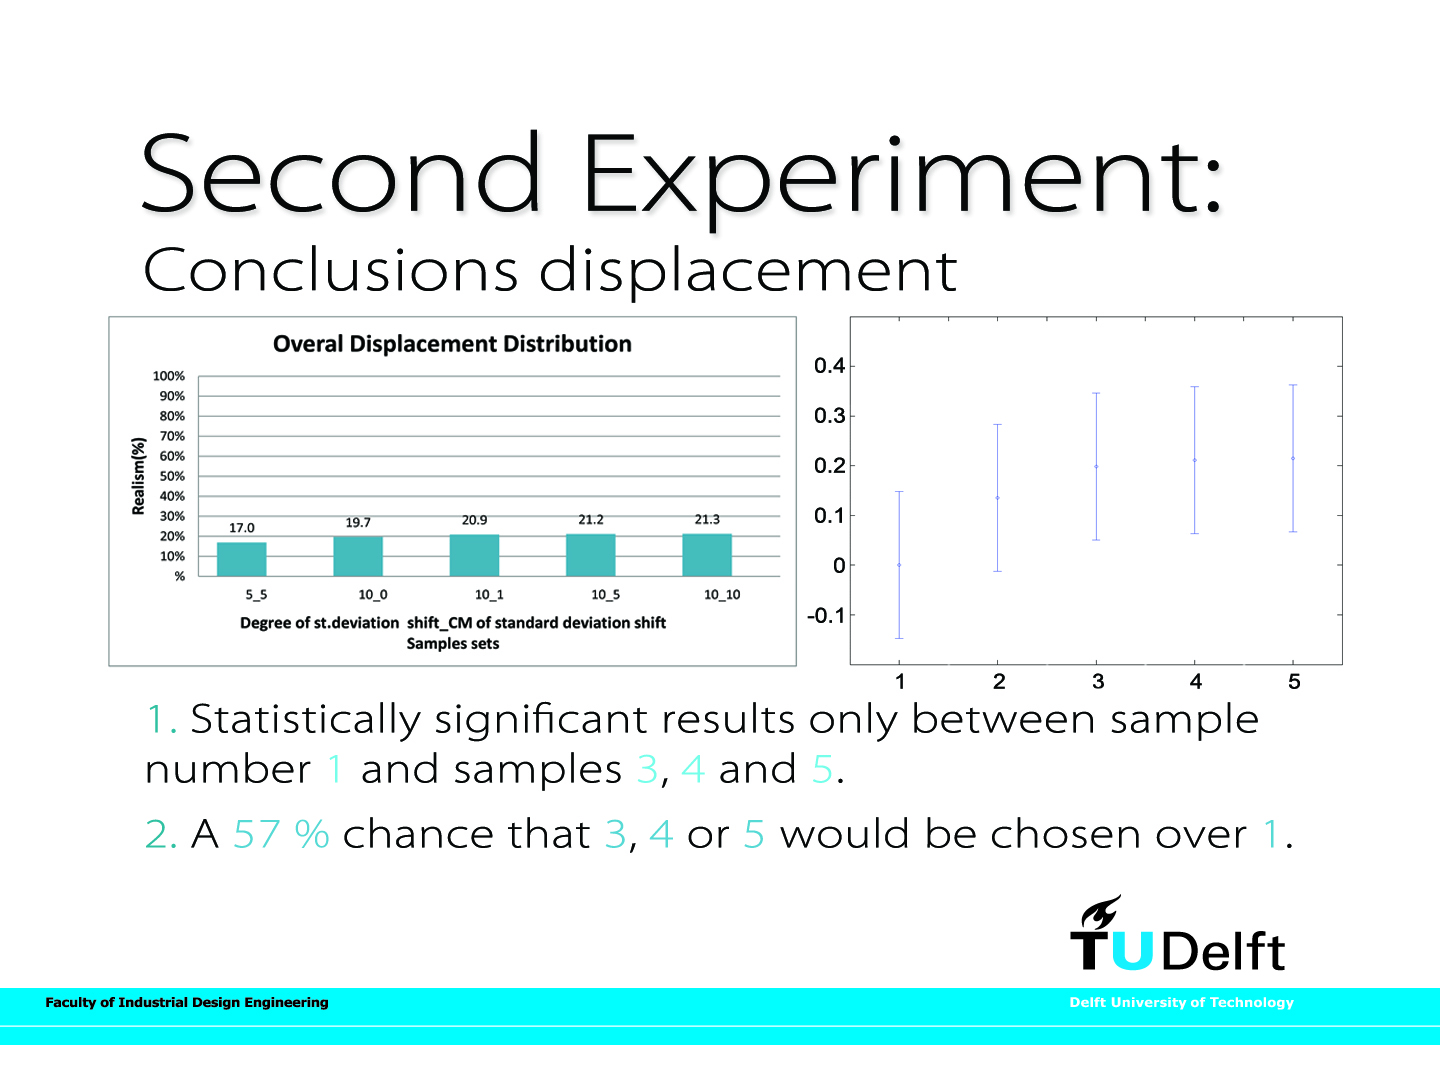 Second Experiment:
Conclusions displacement
Overal Displacement Distribution
100%
90%
80%
70%
60%
50%
40%
30%
20%
10%
%
Realism(%)
17.0
19.7
20.9
21.2
21.3
5_5
10_0
10_1
10_5
10_10
Degree of st.deviation shift_CM of standard deviation shift
Samples sets
0.4
0.3
0.2
0.1
0
-0.1
1
2
3
4
5
1. Statistically significant results only between sample
number 1 and samples 3, 4 and 5.
2. A 57 % chance that 3, 4 or 5 would be chosen over 1.
TU Delft
Faculty of Industrial Design Engineering
Delft University of Technology